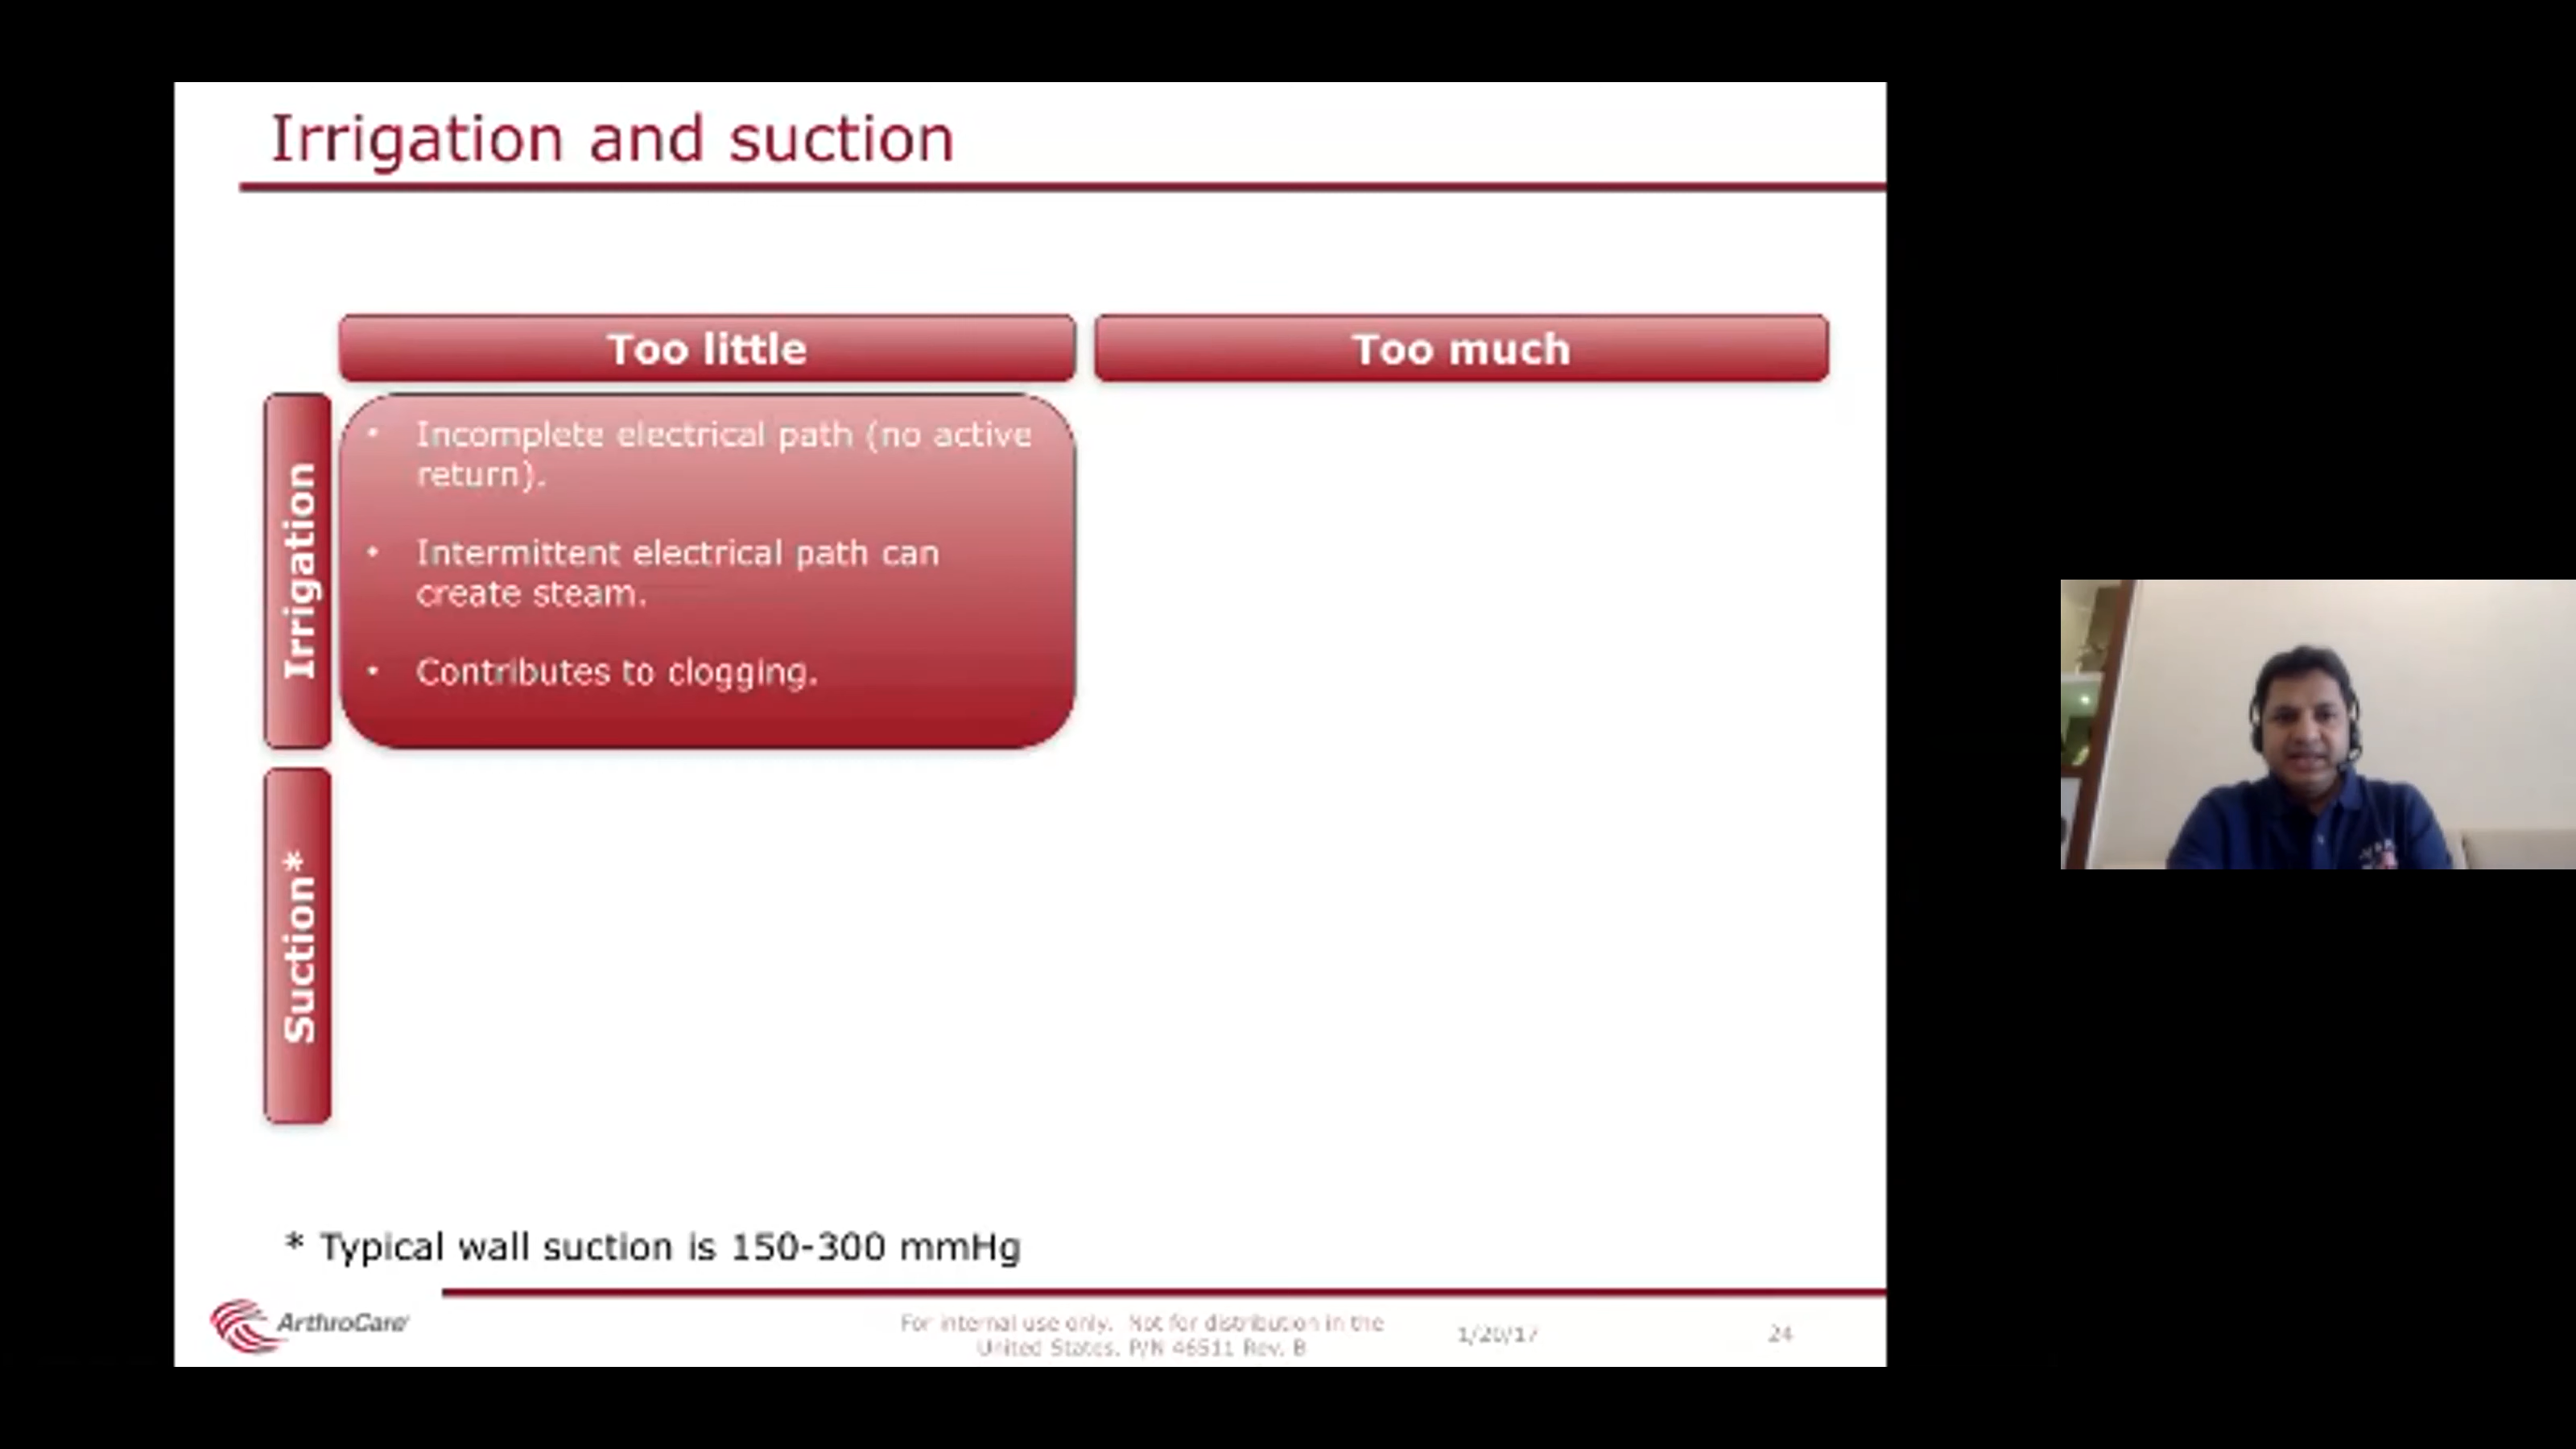 Irrigation and suction
Too little
Too much
Irrigation
• Incomplete electrical path (no active
return).
• Intermittent electrical path can
create steam.
• Contributes to clogging.
Suction*
* Typical wall suction is 150-300 mmHg
ArthroCare
For internal use only. Not for distribution in the
United States. P/N 46511 Rev. B
1/20/17
24